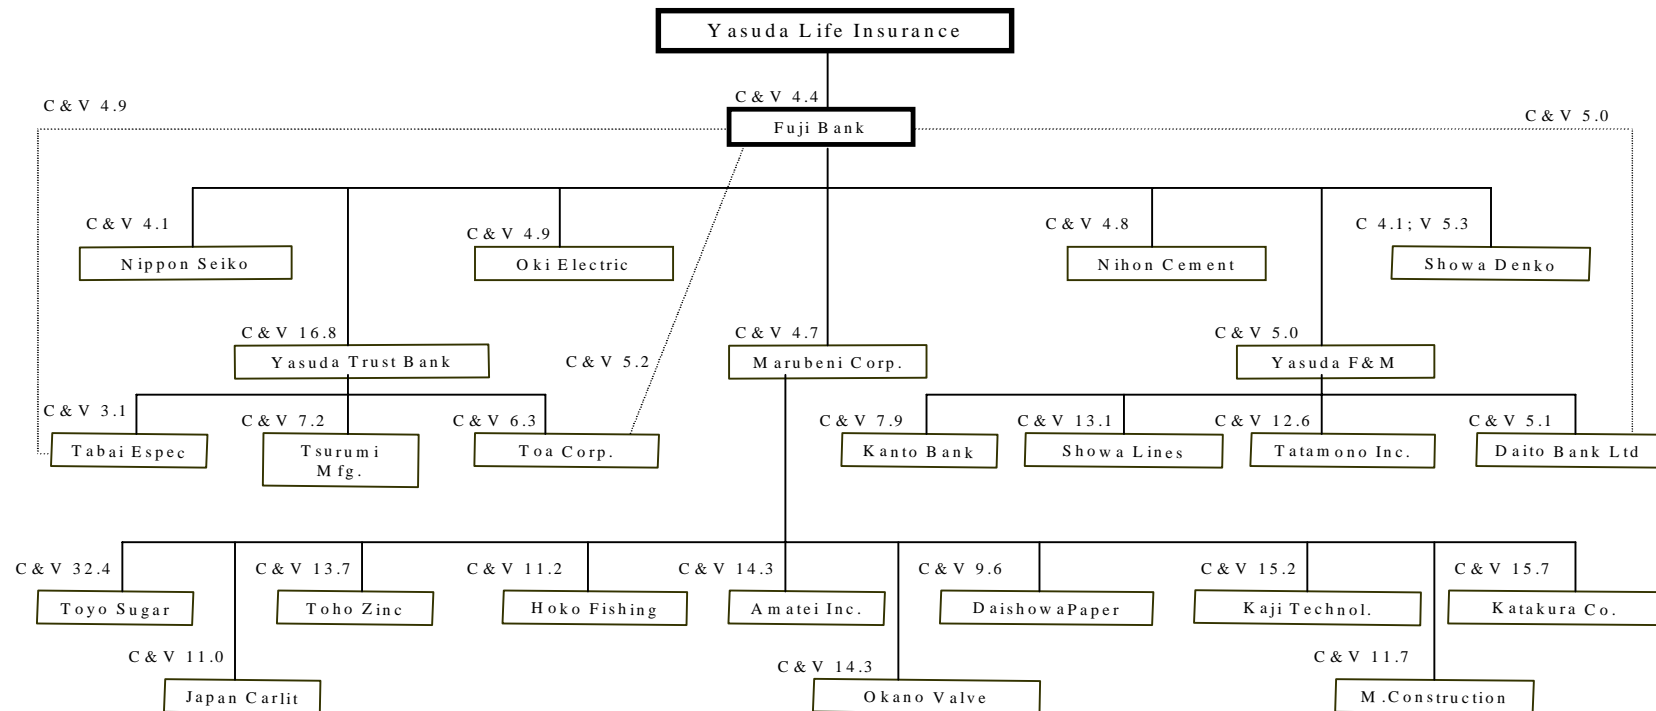 Yasuda Life Insurance
C & V 4.9
C & V 4.4
C & V 5.0
Fuji Bank
C & V 4.1
C & V 4.9
C & V 4.8
C 4.1; V 5.3
Nippon Seiko
Oki Electric
Nihon Cement
Showa Denko
C & V 16.8
C & V 4.7
C & V 5.0
Yasuda Trust Bank
C & V 5.2
Marubeni Corp.
Yasuda F&M
C & V 3.1
C & V 7.2
C & V 6.3
C & V 7.9
C & V 13.1
C & V 12.6
C & V 5.1
Tabai Espec
Tsurumi
Mfg.
Toa Corp.
Kanto Bank
Showa Lines
Tatamono Inc.
Daito Bank Ltd
C & V 32.4
C & V 13.7
C & V 11.2
C & V 14.3
C & V 9.6
C & V 15.2
C & V 15.7
Toyo Sugar
Toho Zinc
Hoko Fishing
Amatei Inc.
DaishowaPaper
Kaji Technol.
Katakura Co.
C & V 11.0
C & V 14.3
C & V 11.7
Japan Carlit
Okano Valve
M.Construction